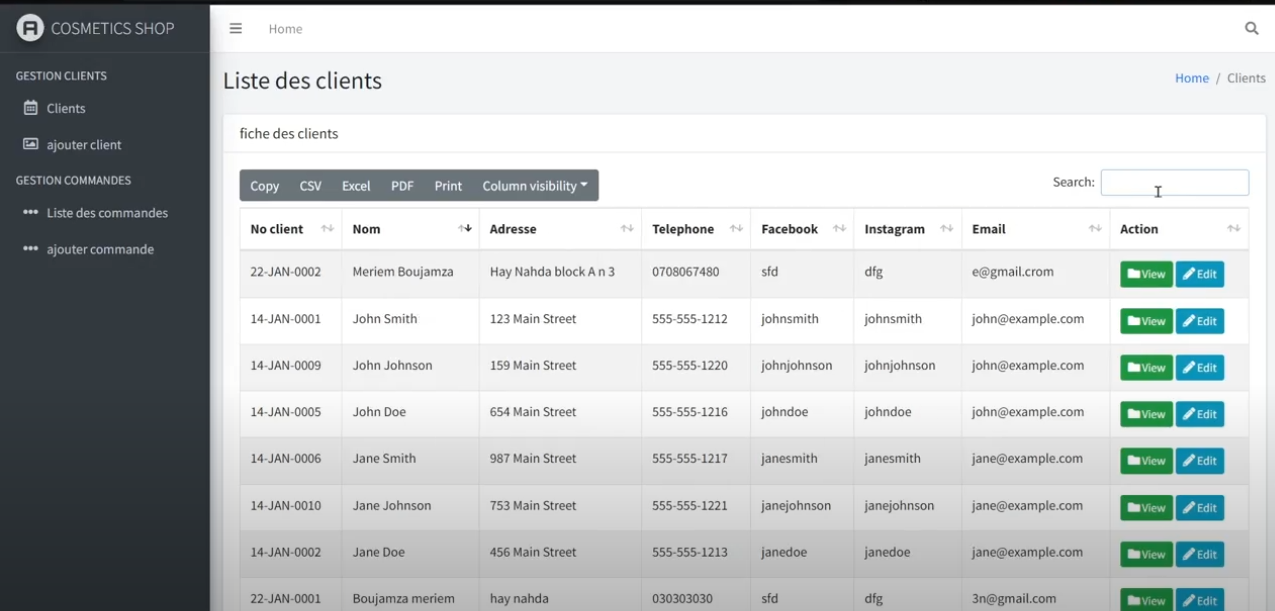 COSMETICS SHOP
Home
GESTION CLIENTS
Clients
ajouter client
GESTION COMMANDES
Liste des commandes
ajouter commande
Liste des clients
Home / Clients
fiche des clients
Copy CSV Excel PDF Print Column visibility
Search:
No client Nom Adresse Telephone Facebook Instagram Email Action
22-JAN-0002 Meriem Boujamza Hay Nahda block A n 3 0708067480 sfd dfg e@gmail.crom View Edit
14-JAN-0001 John Smith 123 Main Street 555-555-1212 johnsmith johnsmith john@example.com View Edit
14-JAN-0009 John Johnson 159 Main Street 555-555-1220 johnjohnson johnjohnson john@example.com View Edit
14-JAN-0005 John Doe 654 Main Street 555-555-1216 johndoe johndoe john@example.com View Edit
14-JAN-0006 Jane Smith 987 Main Street 555-555-1217 janesmith janesmith jane@example.com View Edit
14-JAN-0010 Jane Johnson 753 Main Street 555-555-1221 janejohnson janejohnson jane@example.com View Edit
14-JAN-0002 Jane Doe 456 Main Street 555-555-1213 janedoe janedoe jane@example.com View Edit
22-JAN-0001 Boujamza meriem hay nahda 030303030 sfd dfg 3n@gmail.com View Edit